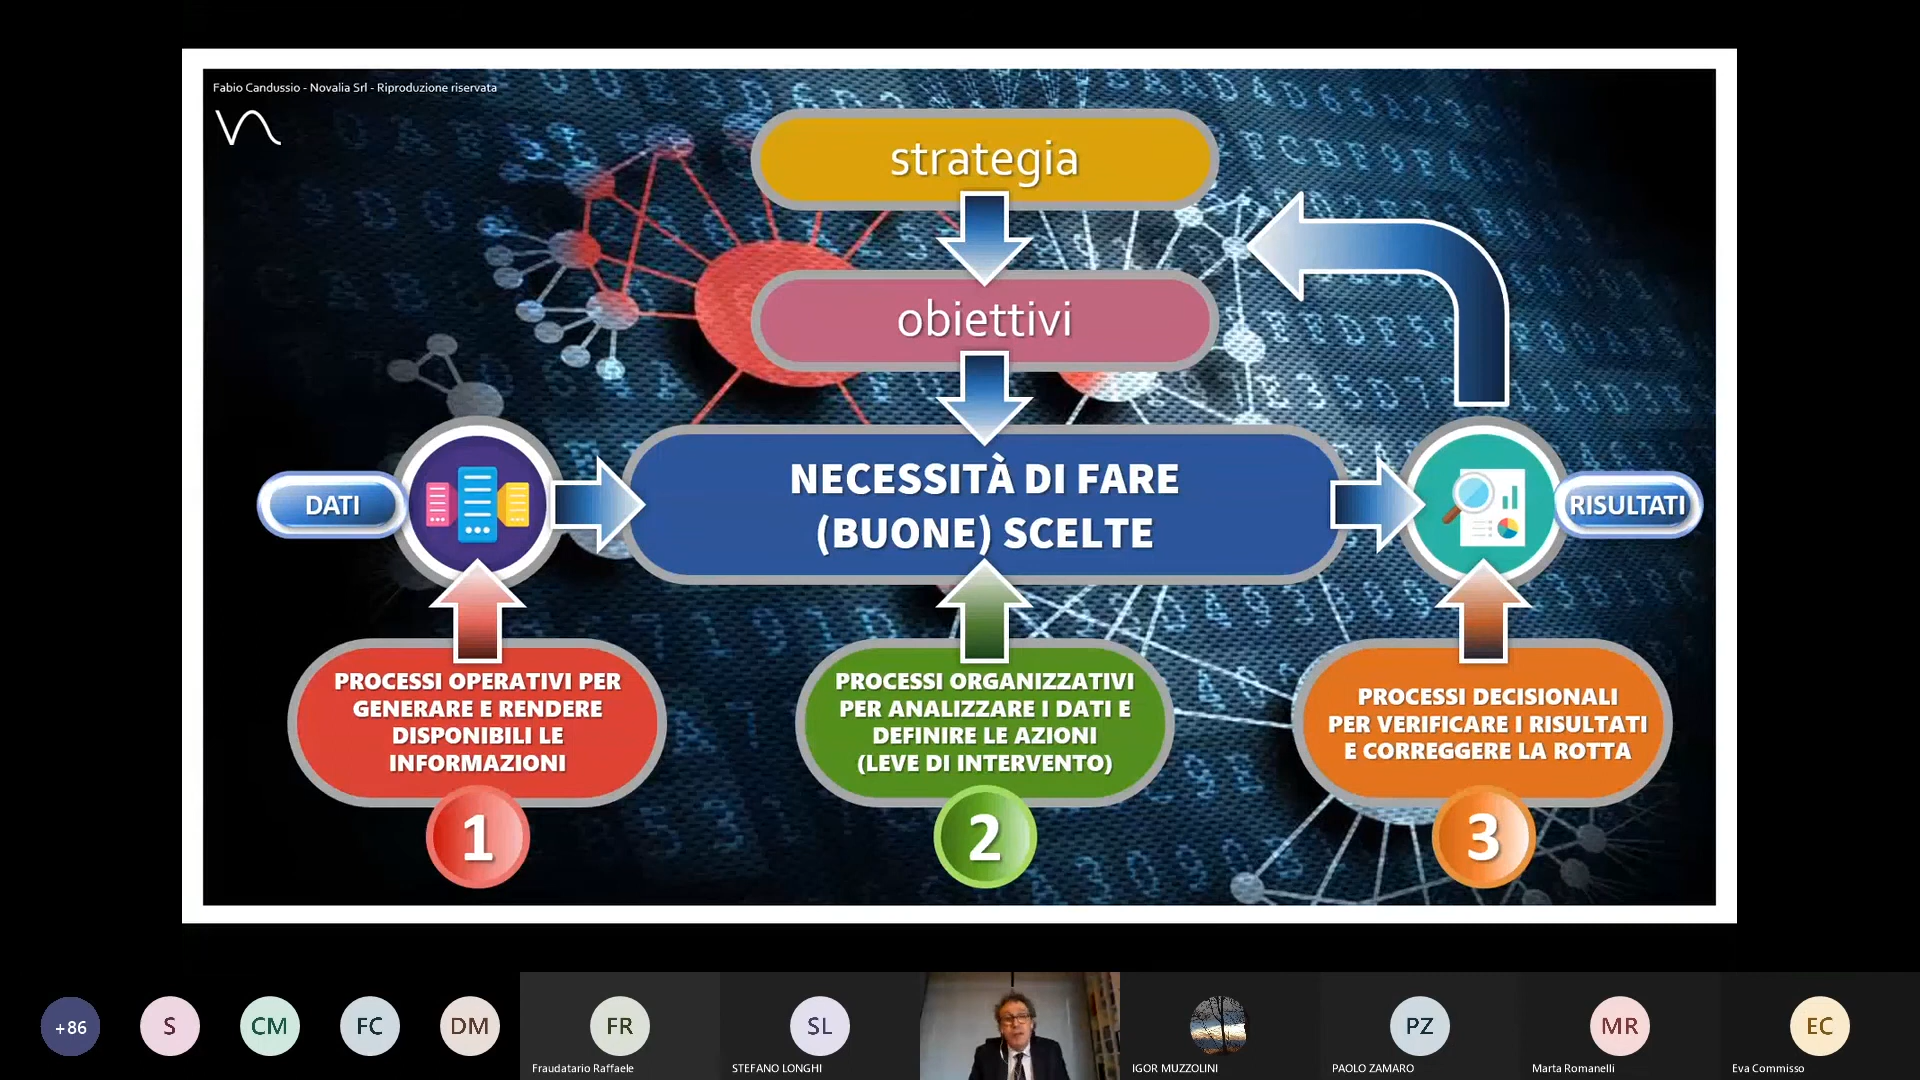 Fabio Candussio - Novalia Srl - Riproduzione riservata
strategia
obiettivi
NECESSITÀ DI FARE
(BUONE) SCELTE
DATI
RISULTATI
PROCESSI OPERATIVI PER
GENERARE E RENDERE
DISPONIBILI LE
INFORMAZIONI
PROCESSI ORGANIZZATIVI
PER ANALIZZARE I DATI E
DEFINIRE LE AZIONI
(LEVE DI INTERVENTO)
PROCESSI DECISIONALI
PER VERIFICARE I RISULTATI
E CORREGGERE LA ROTTA
1
2
3
+86
S
CM
FC
DM
FR
SL
PZ
MR
EC
Fraudatario Raffaele
STEFANO LONGHI
IGOR MUZZOLINI
PAOLO ZAMARO
Marta Romanelli
Eva Commisso